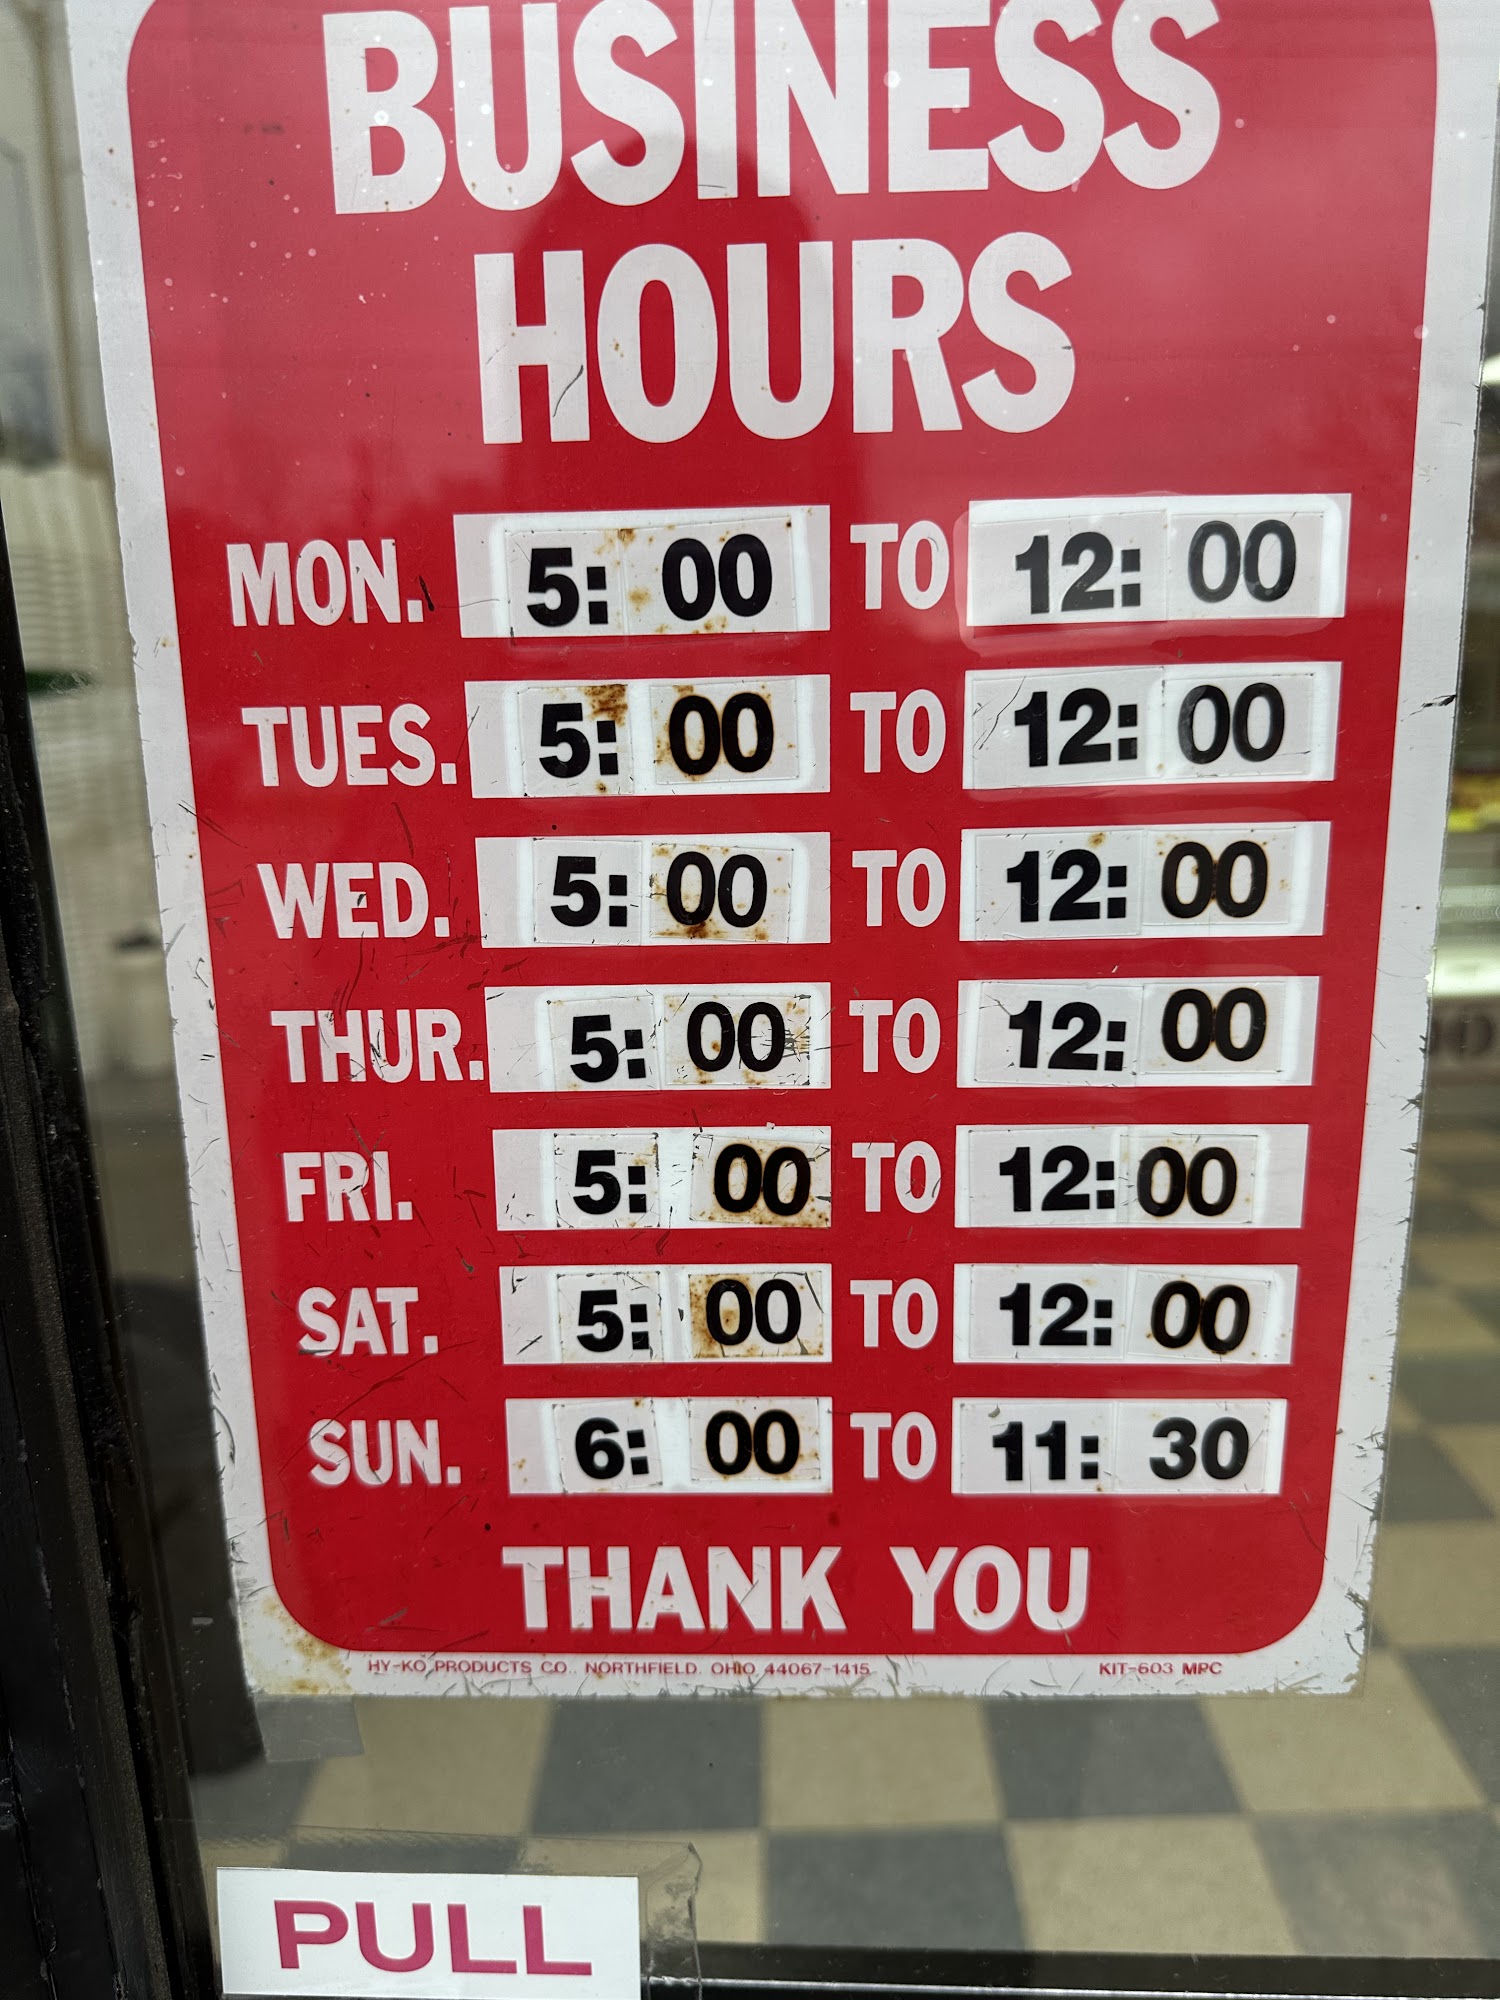 BUSINESS
HOURS
MON. 5:00 TO 12:00
TUES. 5:00 TO 12:00
WED. 5:00 TO 12:00
THUR. 5:00 TO 12:00
FRI. 5:00 TO 12:00
SAT. 5:00 TO 12:00
SUN. 6:00 TO 11:30
THANK YOU
HY-KO PRODUCTS CO., NORTHFIELD, OHIO 44067-1415 KIT-603 MPC
PULL